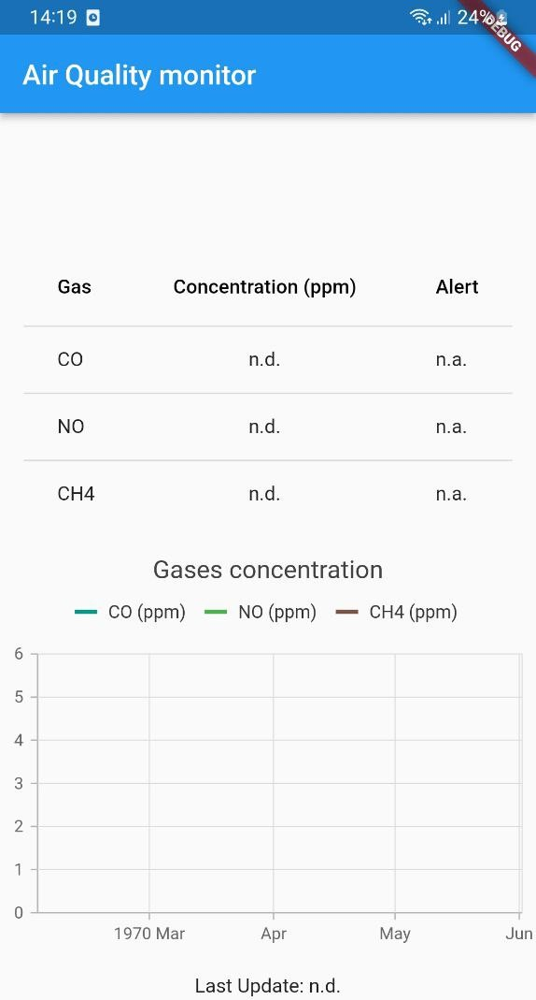 14:19 24% DEBUG
Air Quality monitor
Gas Concentration (ppm) Alert
CO n.d. n.a.
NO n.d. n.a.
CH4 n.d. n.a.
Gases concentration
CO (ppm) NO (ppm) CH4 (ppm)
6
5
4
3
2
1
0
1970 Mar Apr May Jun
Last Update: n.d.